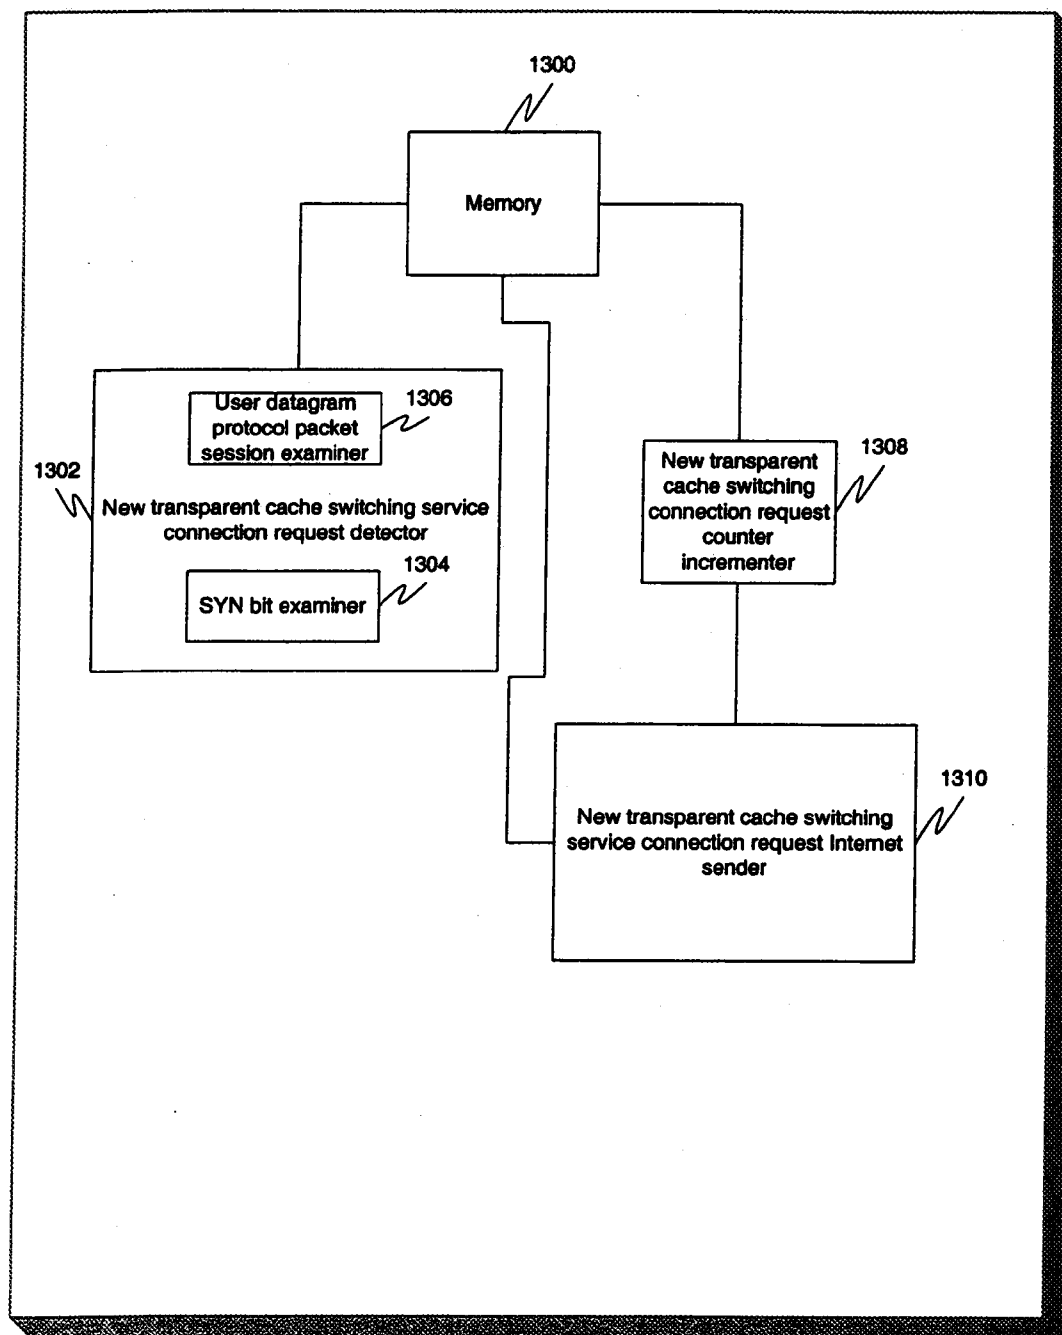 1300
Memory
User datagram
protocol packet
session examiner
1306
1302
New transparent cache switching service
connection request detector
1304
SYN bit examiner
New transparent
cache switching
connection request
counter
incrementer
1308
New transparent cache switching
service connection request Internet
sender
1310